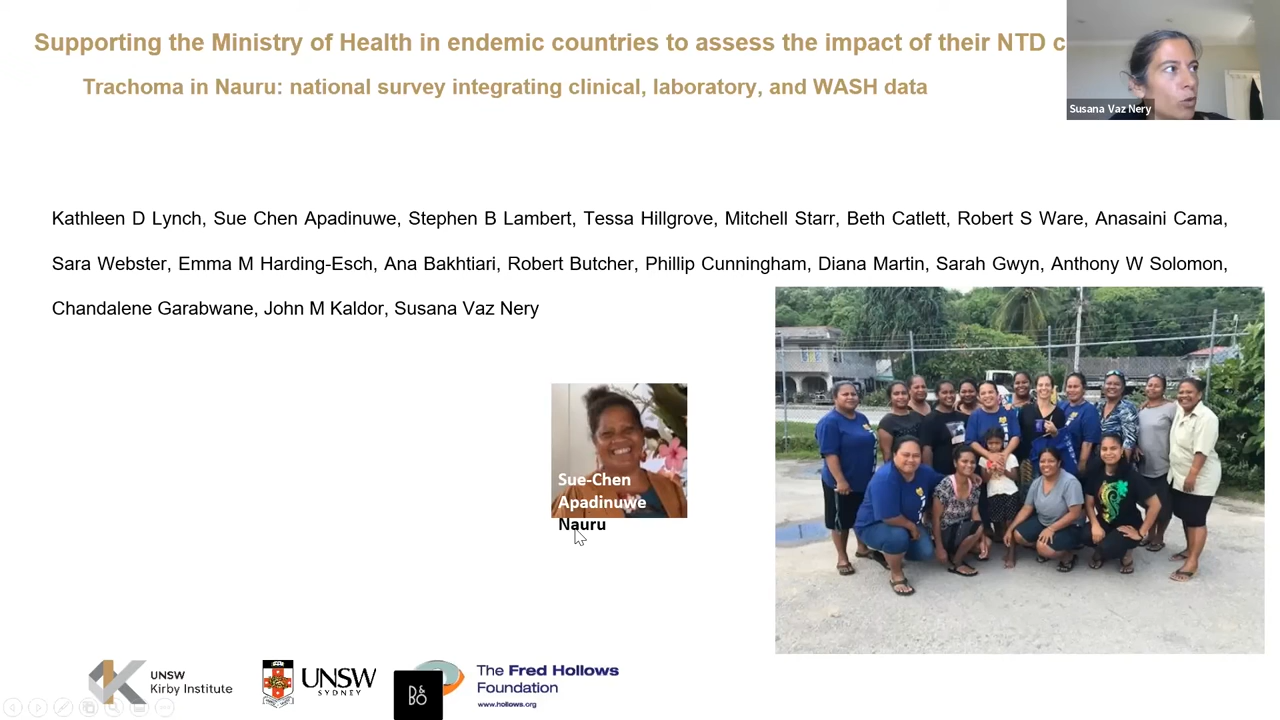 Supporting the Ministry of Health in endemic countries to assess the impact of their NTD c
Trachoma in Nauru: national survey integrating clinical, laboratory, and WASH data
Susana Vaz Nery
Kathleen D Lynch, Sue Chen Apadinuwe, Stephen B Lambert, Tessa Hillgrove, Mitchell Starr, Beth Catlett, Robert S Ware, Anasaini Cama,
Sara Webster, Emma M Harding-Esch, Ana Bakhtiari, Robert Butcher, Phillip Cunningham, Diana Martin, Sarah Gwyn, Anthony W Solomon,
Chandalene Garabwane, John M Kaldor, Susana Vaz Nery
Sue-Chen
Apadinuwe
Nauru
UNSW
Kirby Institute
UNSW
SYDNEY
B&
BO
The Fred Hollows
Foundation
www.hollows.org